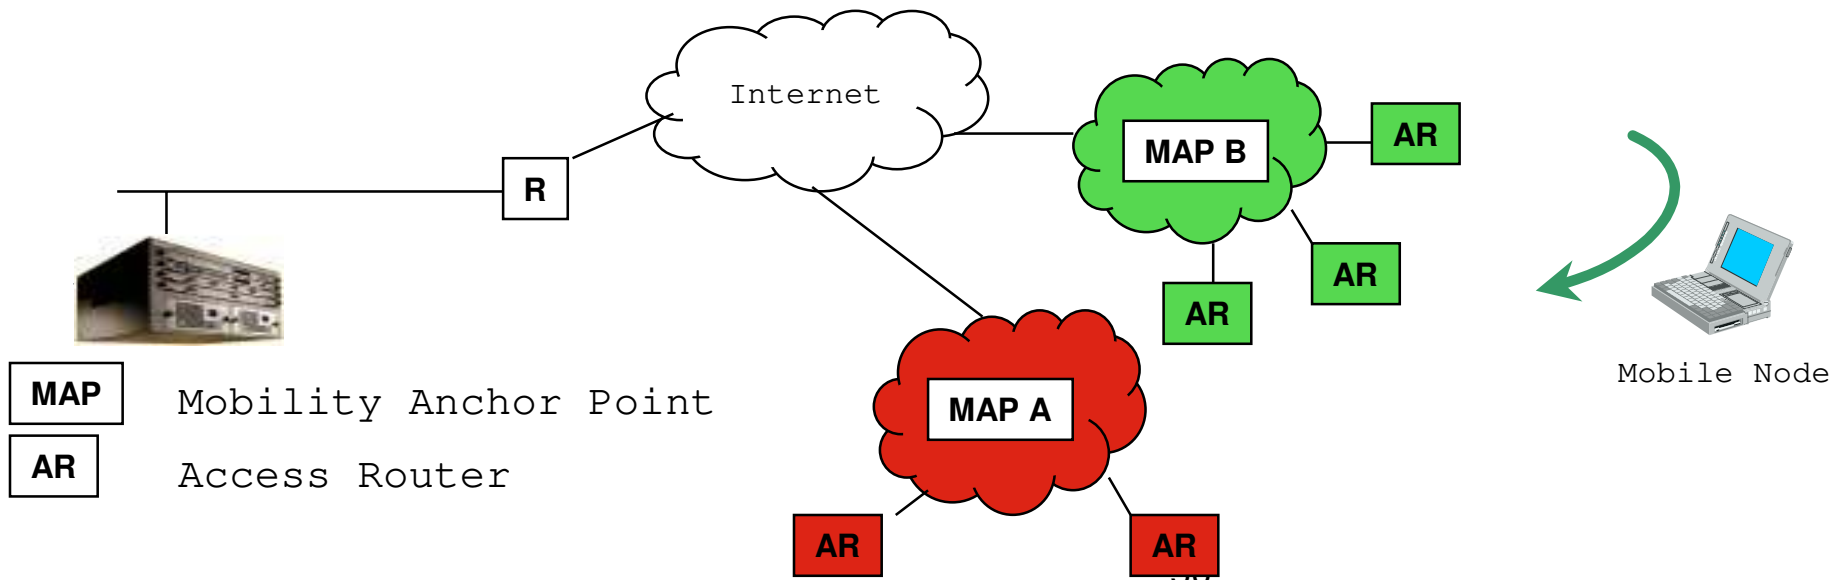 Internet
MAP B
AR
R
AR
AR
Mobile Node
MAP Mobility Anchor Point
MAP A
AR Access Router
AR
AR